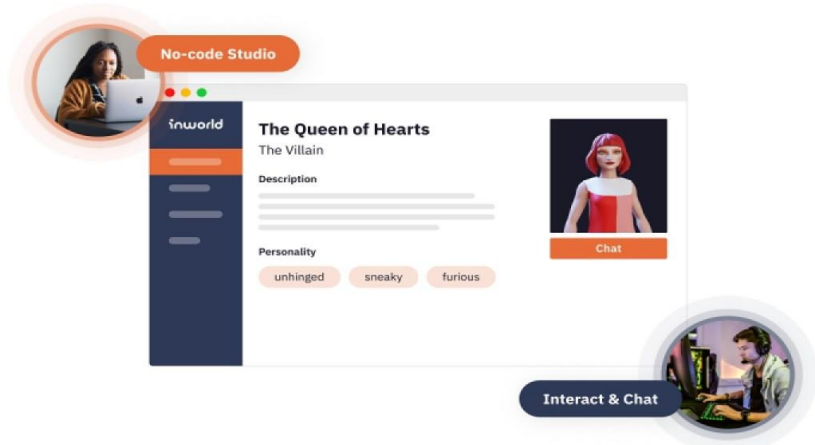 No-code Studio
inworld
The Queen of Hearts
The Villain
Description
Personality
unhinged sneaky furious
Chat
Interact & Chat